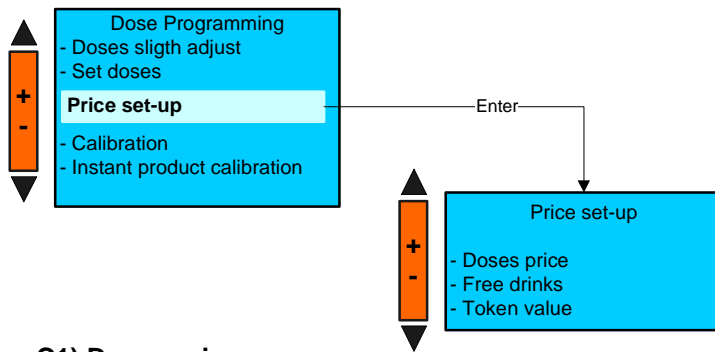 Dose Programming
- Doses sligth adjust
- Set doses
Price set-up
- Calibration
- Instant product calibration
+
-
Enter
Price set-up
- Doses price
- Free drinks
- Token value
+
-